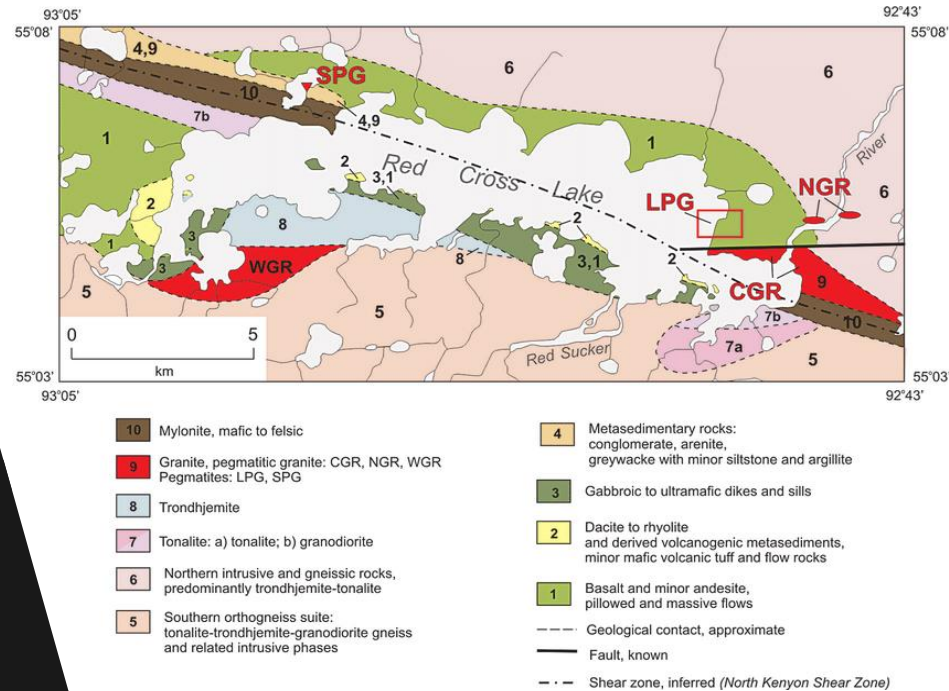 93°05' 92°43'
55°08' 55°08'
4,9
SPG
6
6
10
7b
4,9
1
1
River
2
3,1
Red Cross Lake
NGR
6
LPG
2
8
3
2
1
8
3,1
3
WGR
2
9
CGR
5
5
7b
10
7a
5
0 5
km
Red Sucker
55°03' 55°03'
93°05' 92°43'
10 Mylonite, mafic to felsic
9 Granite, pegmatitic granite: CGR, NGR, WGR
Pegmatites: LPG, SPG
8 Trondhjemite
7 Tonalite: a) tonalite; b) granodiorite
6 Northern intrusive and gneissic rocks,
predominantly trondhjemite-tonalite
5 Southern orthogneiss suite:
tonalite-trondhjemite-granodiorite gneiss
and related intrusive phases
4 Metasedimentary rocks:
conglomerate, arenite,
greywacke with minor siltstone and argillite
3 Gabbroic to ultramafic dikes and sills
2 Dacite to rhyolite
and derived volcanogenic metasediments,
minor mafic volcanic tuff and flow rocks
1 Basalt and minor andesite,
pillowed and massive flows
Geological contact, approximate
Fault, known
Shear zone, inferred (North Kenyon Shear Zone)